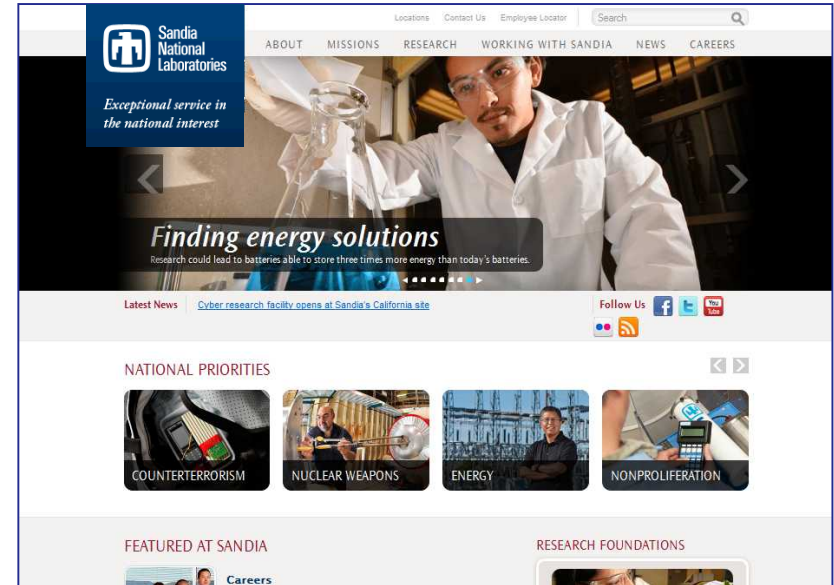 Locations Contact Us Employee Locator Search
Sandia
National
Laboratories
Exceptional service in
the national interest
ABOUT MISSIONS RESEARCH WORKING WITH SANDIA NEWS CAREERS
Finding energy solutions
Research could lead to batteries able to store three times more energy than today's batteries.
Latest News Cyber research facility opens at Sandia's California site
Follow Us
You
Tube
NATIONAL PRIORITIES
COUNTERTERRORISM NUCLEAR WEAPONS ENERGY NONPROLIFERATION
FEATURED AT SANDIA RESEARCH FOUNDATIONS
Careers